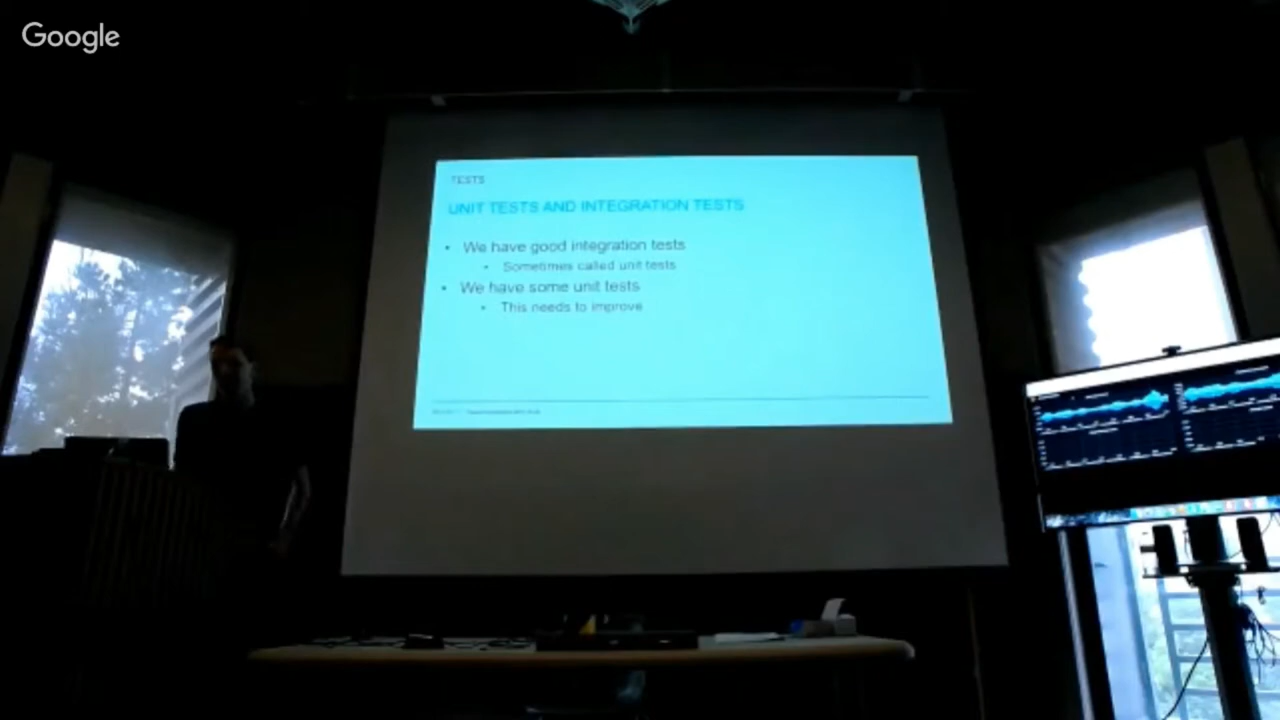 Google
TESTS
UNIT TESTS AND INTEGRATION TESTS
• We have good integration tests
• Sometimes called unit tests
• We have some unit tests
• This needs to improve